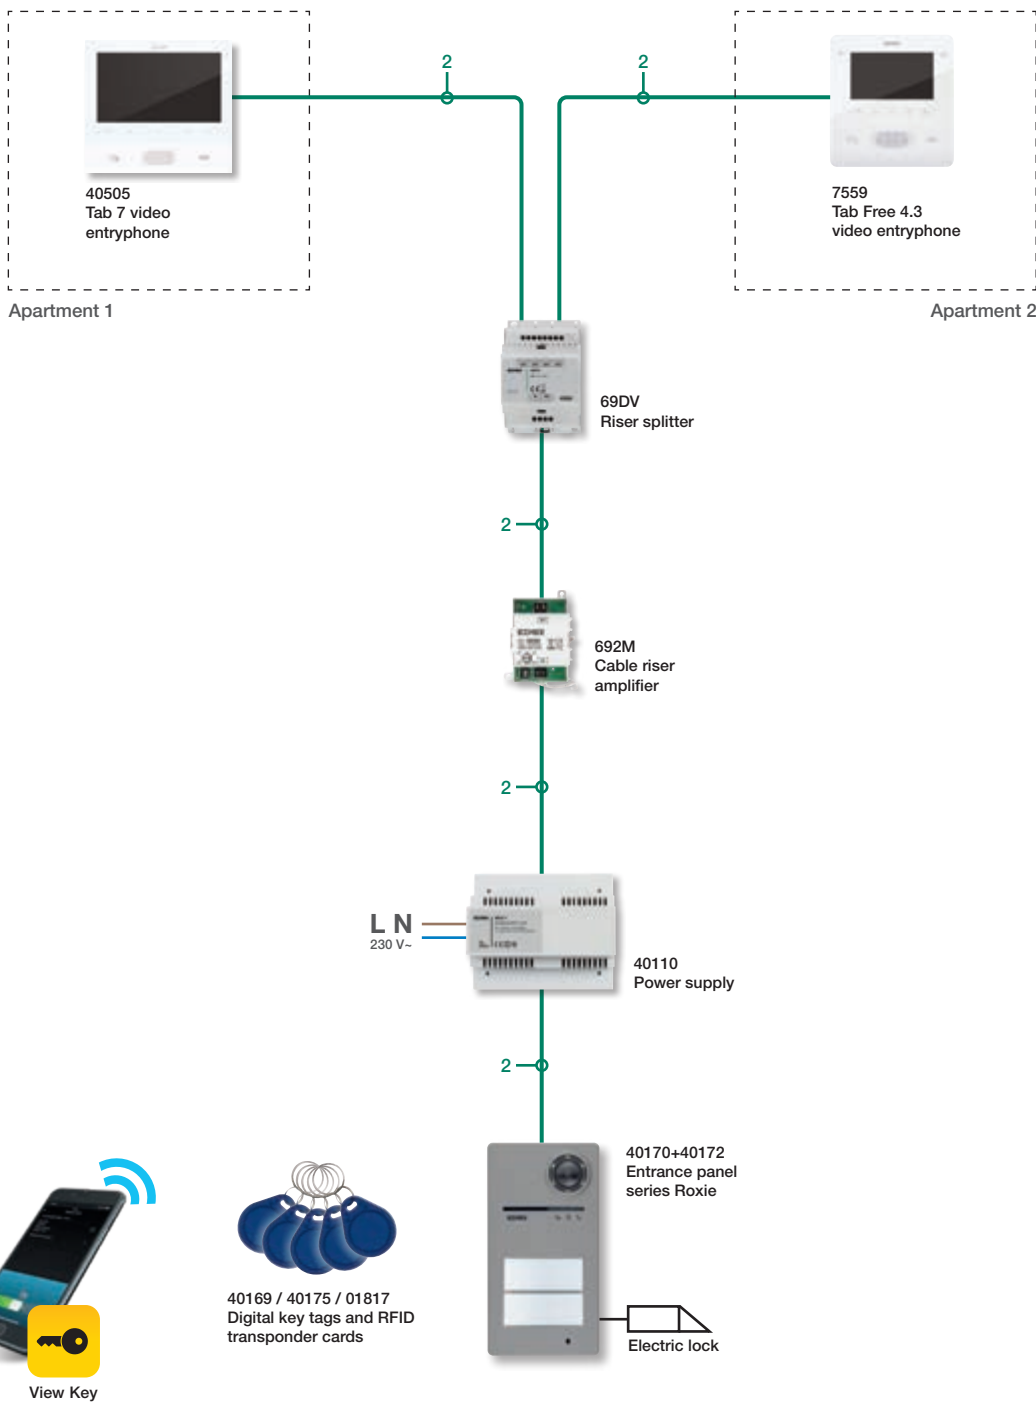 2
2
40505
Tab 7 video
entryphone
7559
Tab Free 4.3
video entryphone
Apartment 1
Apartment 2
69DV
Riser splitter
2
692M
Cable riser
amplifier
2
L N
230 V~
40110
Power supply
2
40170+40172
Entrance panel
series Roxie
40169 / 40175 / 01817
Digital key tags and RFID
transponder cards
Electric lock
View Key